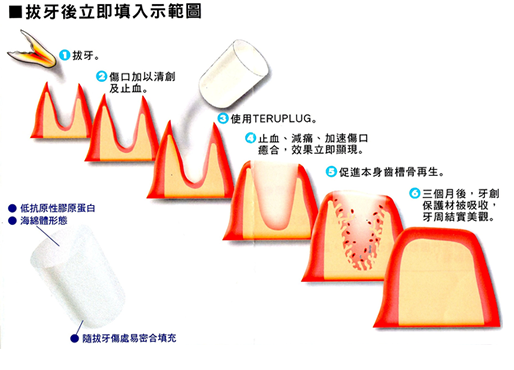 ■拔牙後立即填入示範圖
1拔牙。
2傷口加以清創
及止血。
3使用TERUPLUG。
4止血、減痛、加速傷口
癒合，效果立即顯現。
5促進本身齒槽骨再生。
6三個月後，牙創
保護材被吸收，
牙周結實美觀。
●低抗原性膠原蛋白
●海綿體形態
●隨拔牙傷處易密合填充